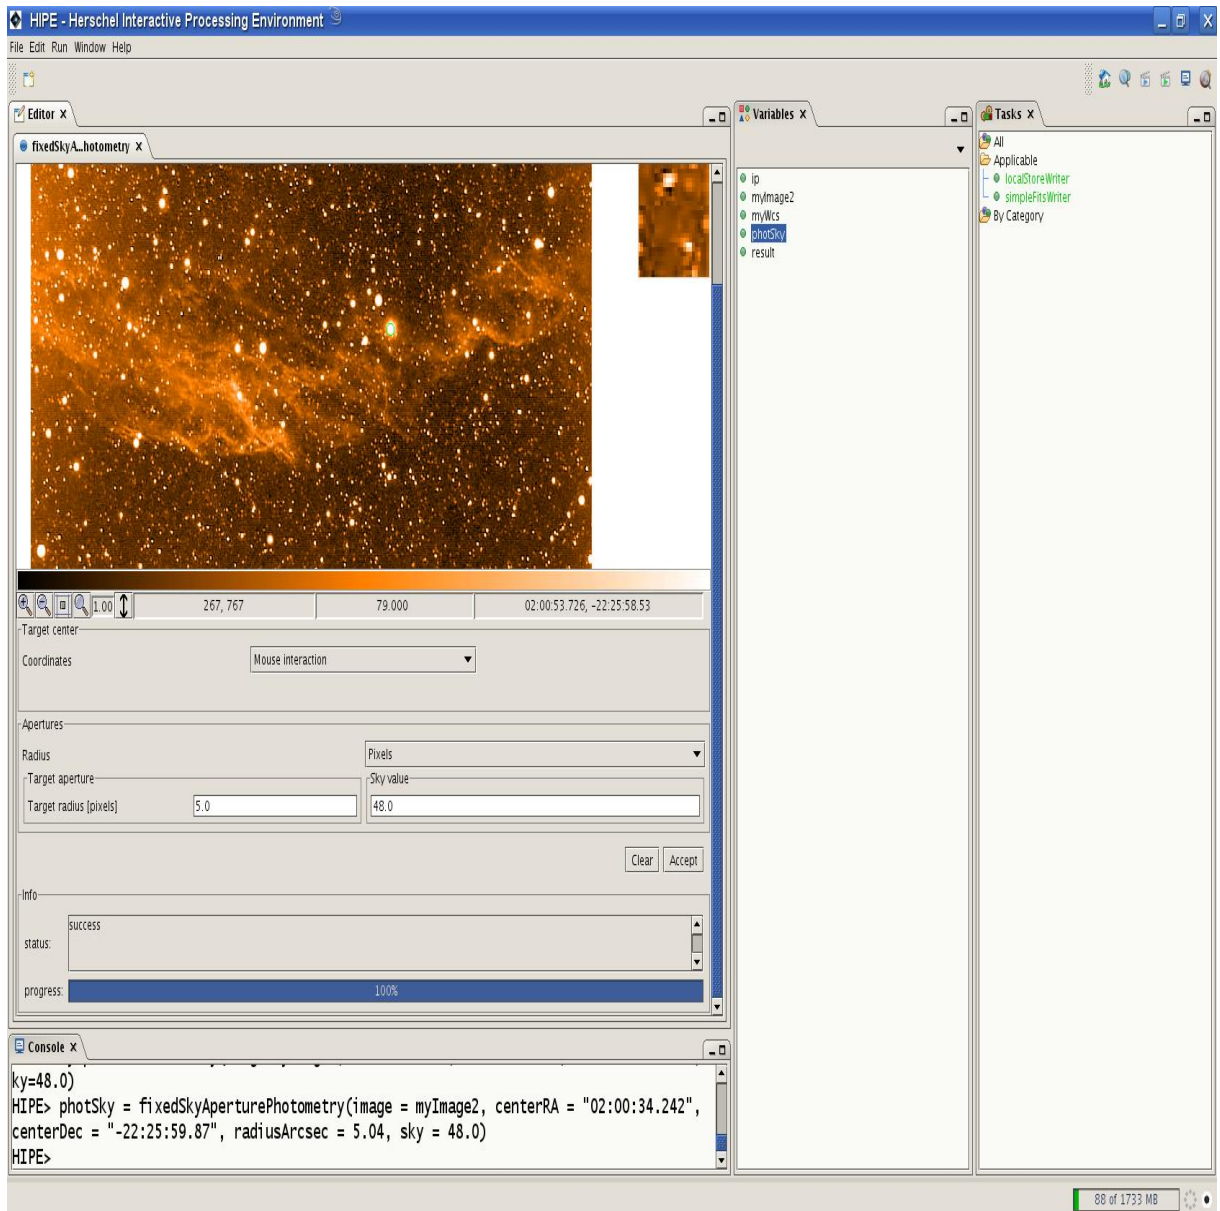 HIPE - Herschel Interactive Processing Environment
File Edit Run Window Help
Editor x
fixedSkyA...hotometry x
267, 767
79.000
02:00:53.726, -22:25:58.53
1.00
Target center
Coordinates
Mouse interaction
Apertures
Radius
Pixels
Target aperture
Sky value
Target radius [pixels]
5.0
48.0
Clear
Accept
Info
status:
success
progress:
100%
Console x
ky=48.0)
HIPE> photSky = fixedSkyAperturePhotometry(image = myImage2, centerRA = "02:00:34.242",
centerDec = "-22:25:59.87", radiusArcsec = 5.04, sky = 48.0)
HIPE>
Variables x
ip
myImage2
myWcs
photSky
result
Tasks x
All
Applicable
localStoreWriter
simpleFitsWriter
By Category
88 of 1733 MB